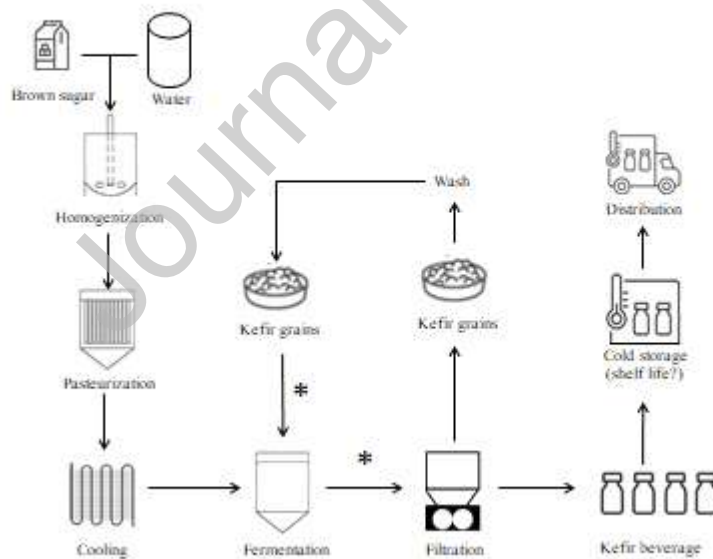 Journal
Brown sugar
Water
Homogenization
Pasteurization
Cooling
Kefir grains
*
Fermentation
*
Wash
Kefir grains
Filtration
Distribution
Cold storage
(shelf life?)
Kefir beverage